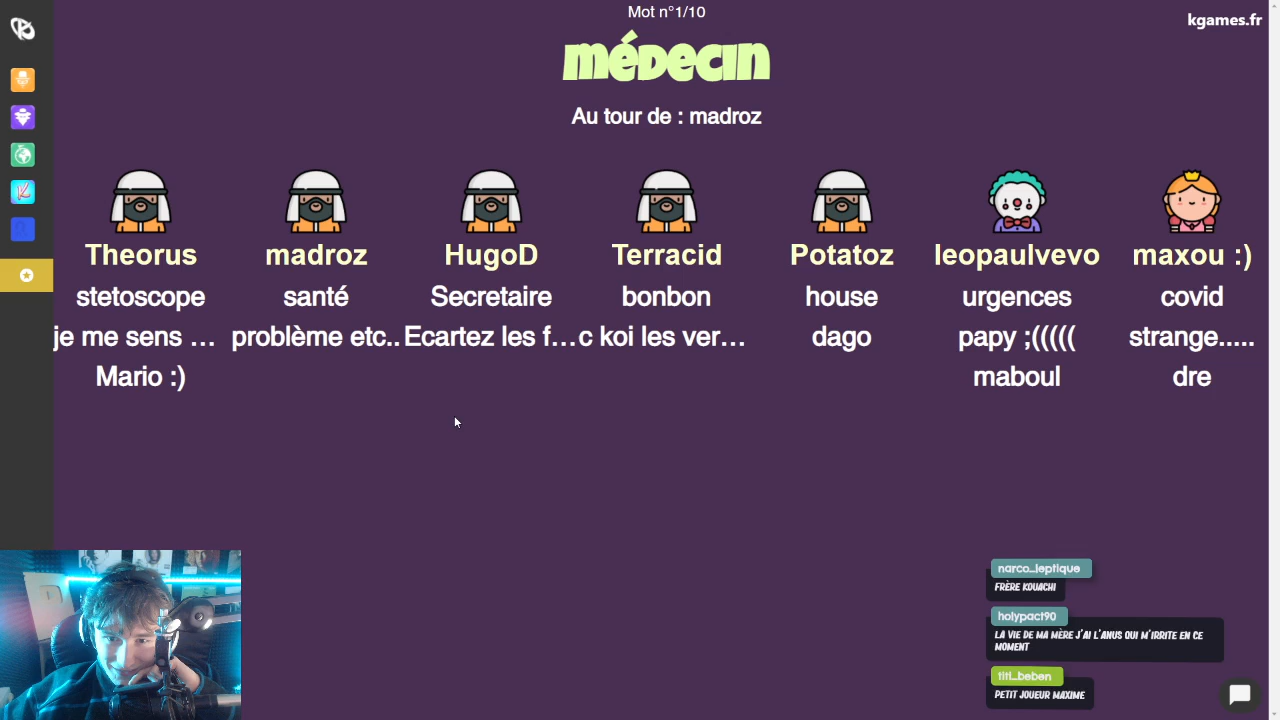 Mot n°1/10
kgames.fr
médecin
Au tour de : madroz
Theorus madroz HugoD Terracid Potatoz leopaulvevo maxou :)
stetoscope santé Secretaire bonbon house urgences covid
je me sens ... problème etc.. Ecartez les f... c koi les ver... dago papy ;((((( strange.....
Mario :) maboul dre
narco_leptique
FRÈRE KOUACHI
holypact90
LA VIE DE MA MÈRE J'AI L'ANUS QUI M'IRRITE EN CE
MOMENT
titi_beben
PETIT JOUEUR MAXIME